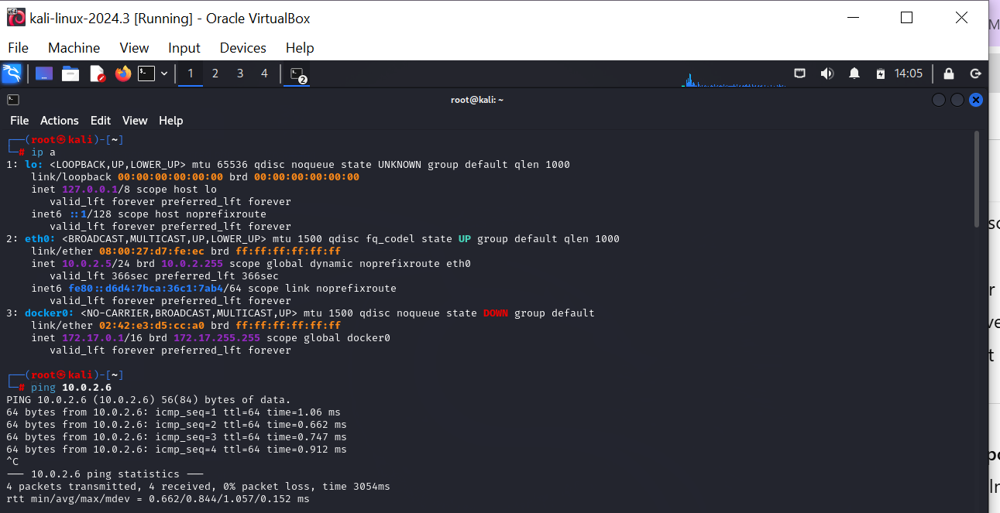 kali-linux-2024.3 [Running] - Oracle VirtualBox
File Machine View Input Devices Help
1 2 3 4 2 14:05
root@kali: ~
File Actions Edit View Help
┌──(root㉿kali)-[~]
└─# ip a
1: lo: <LOOPBACK,UP,LOWER_UP> mtu 65536 qdisc noqueue state UNKNOWN group default qlen 1000
    link/loopback 00:00:00:00:00:00 brd 00:00:00:00:00:00
    inet 127.0.0.1/8 scope host lo
       valid_lft forever preferred_lft forever
    inet6 ::1/128 scope host noprefixroute
       valid_lft forever preferred_lft forever
2: eth0: <BROADCAST,MULTICAST,UP,LOWER_UP> mtu 1500 qdisc fq_codel state UP group default qlen 1000
    link/ether 08:00:27:d7:fe:ec brd ff:ff:ff:ff:ff:ff
    inet 10.0.2.5/24 brd 10.0.2.255 scope global dynamic noprefixroute eth0
       valid_lft 366sec preferred_lft 366sec
    inet6 fe80::d6d4:7bca:36c1:7ab4/64 scope link noprefixroute
       valid_lft forever preferred_lft forever
3: docker0: <NO-CARRIER,BROADCAST,MULTICAST,UP> mtu 1500 qdisc noqueue state DOWN group default
    link/ether 02:42:e3:d5:cc:a0 brd ff:ff:ff:ff:ff:ff
    inet 172.17.0.1/16 brd 172.17.255.255 scope global docker0
       valid_lft forever preferred_lft forever
┌──(root㉿kali)-[~]
└─# ping 10.0.2.6
PING 10.0.2.6 (10.0.2.6) 56(84) bytes of data.
64 bytes from 10.0.2.6: icmp_seq=1 ttl=64 time=1.06 ms
64 bytes from 10.0.2.6: icmp_seq=2 ttl=64 time=0.662 ms
64 bytes from 10.0.2.6: icmp_seq=3 ttl=64 time=0.747 ms
64 bytes from 10.0.2.6: icmp_seq=4 ttl=64 time=0.912 ms
^C
--- 10.0.2.6 ping statistics ---
4 packets transmitted, 4 received, 0% packet loss, time 3054ms
rtt min/avg/max/mdev = 0.662/0.844/1.057/0.152 ms